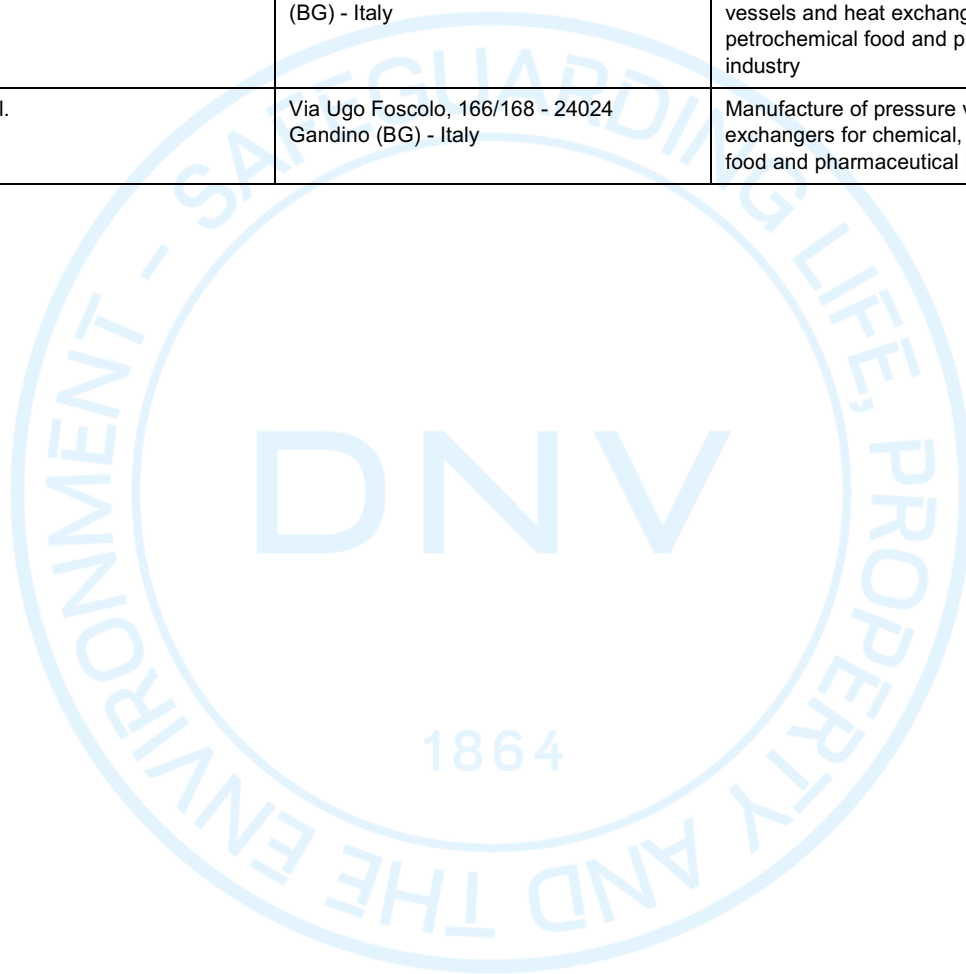 (BG) - Italy
vessels and heat exchang
petrochemical food and p
industry
l.
Via Ugo Foscolo, 166/168 - 24024
Gandino (BG) - Italy
Manufacture of pressure v
exchangers for chemical,
food and pharmaceutical
SAFEGUARDING LIFE, PROPERTY AND THE ENVIRONMENT -
DNV
1864